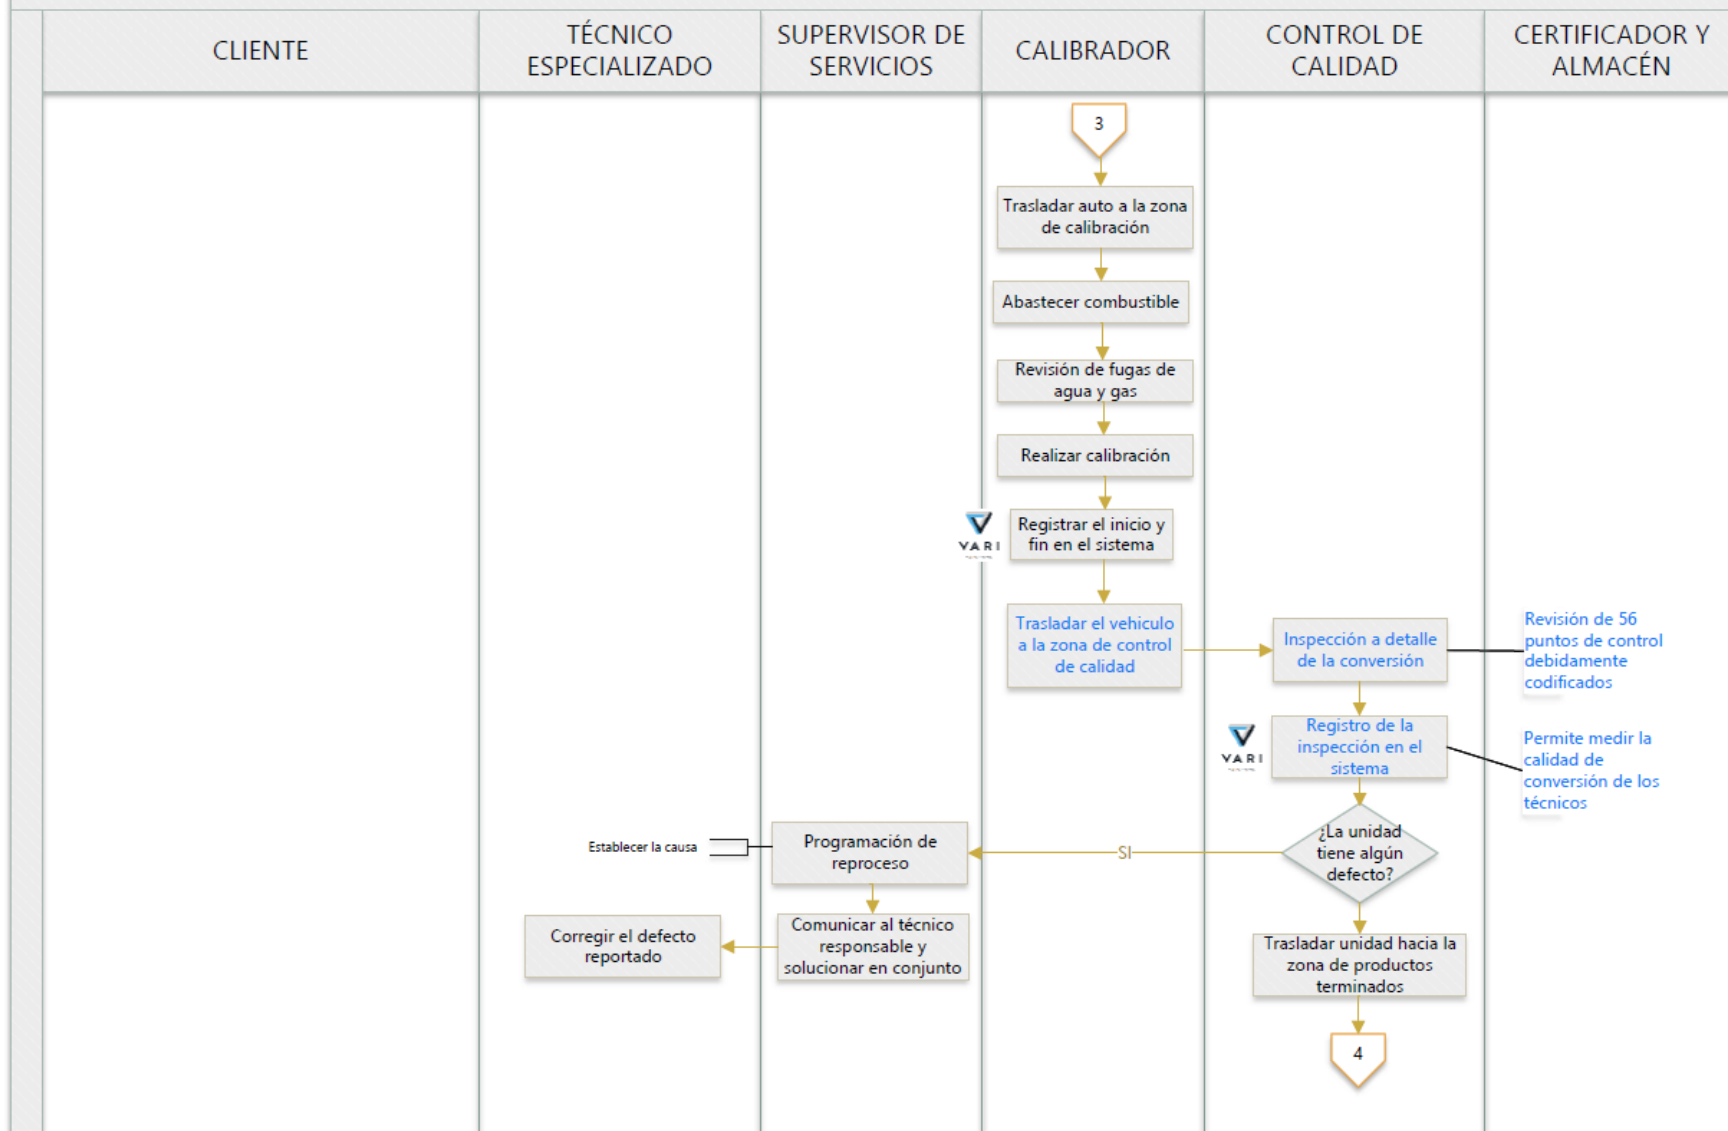 CLIENTE
TÉCNICO
ESPECIALIZADO
SUPERVISOR DE
SERVICIOS
CALIBRADOR
CONTROL DE
CALIDAD
CERTIFICADOR Y
ALMACÉN
3
Trasladar auto a la zona
de calibración
Abastecer combustible
Revisión de fugas de
agua y gas
Realizar calibración
VARI
Registrar el inicio y
fin en el sistema
Trasladar el vehiculo
a la zona de control
de calidad
Inspección a detalle
de la conversión
Revisión de 56
puntos de control
debidamente
codificados
VARI
Registro de la
inspección en el
sistema
Permite medir la
calidad de
conversión de los
técnicos
¿La unidad
tiene algún
defecto?
SI
Programación de
reproceso
Establecer la causa
Comunicar al técnico
responsable y
solucionar en conjunto
Corregir el defecto
reportado
Trasladar unidad hacia la
zona de productos
terminados
4